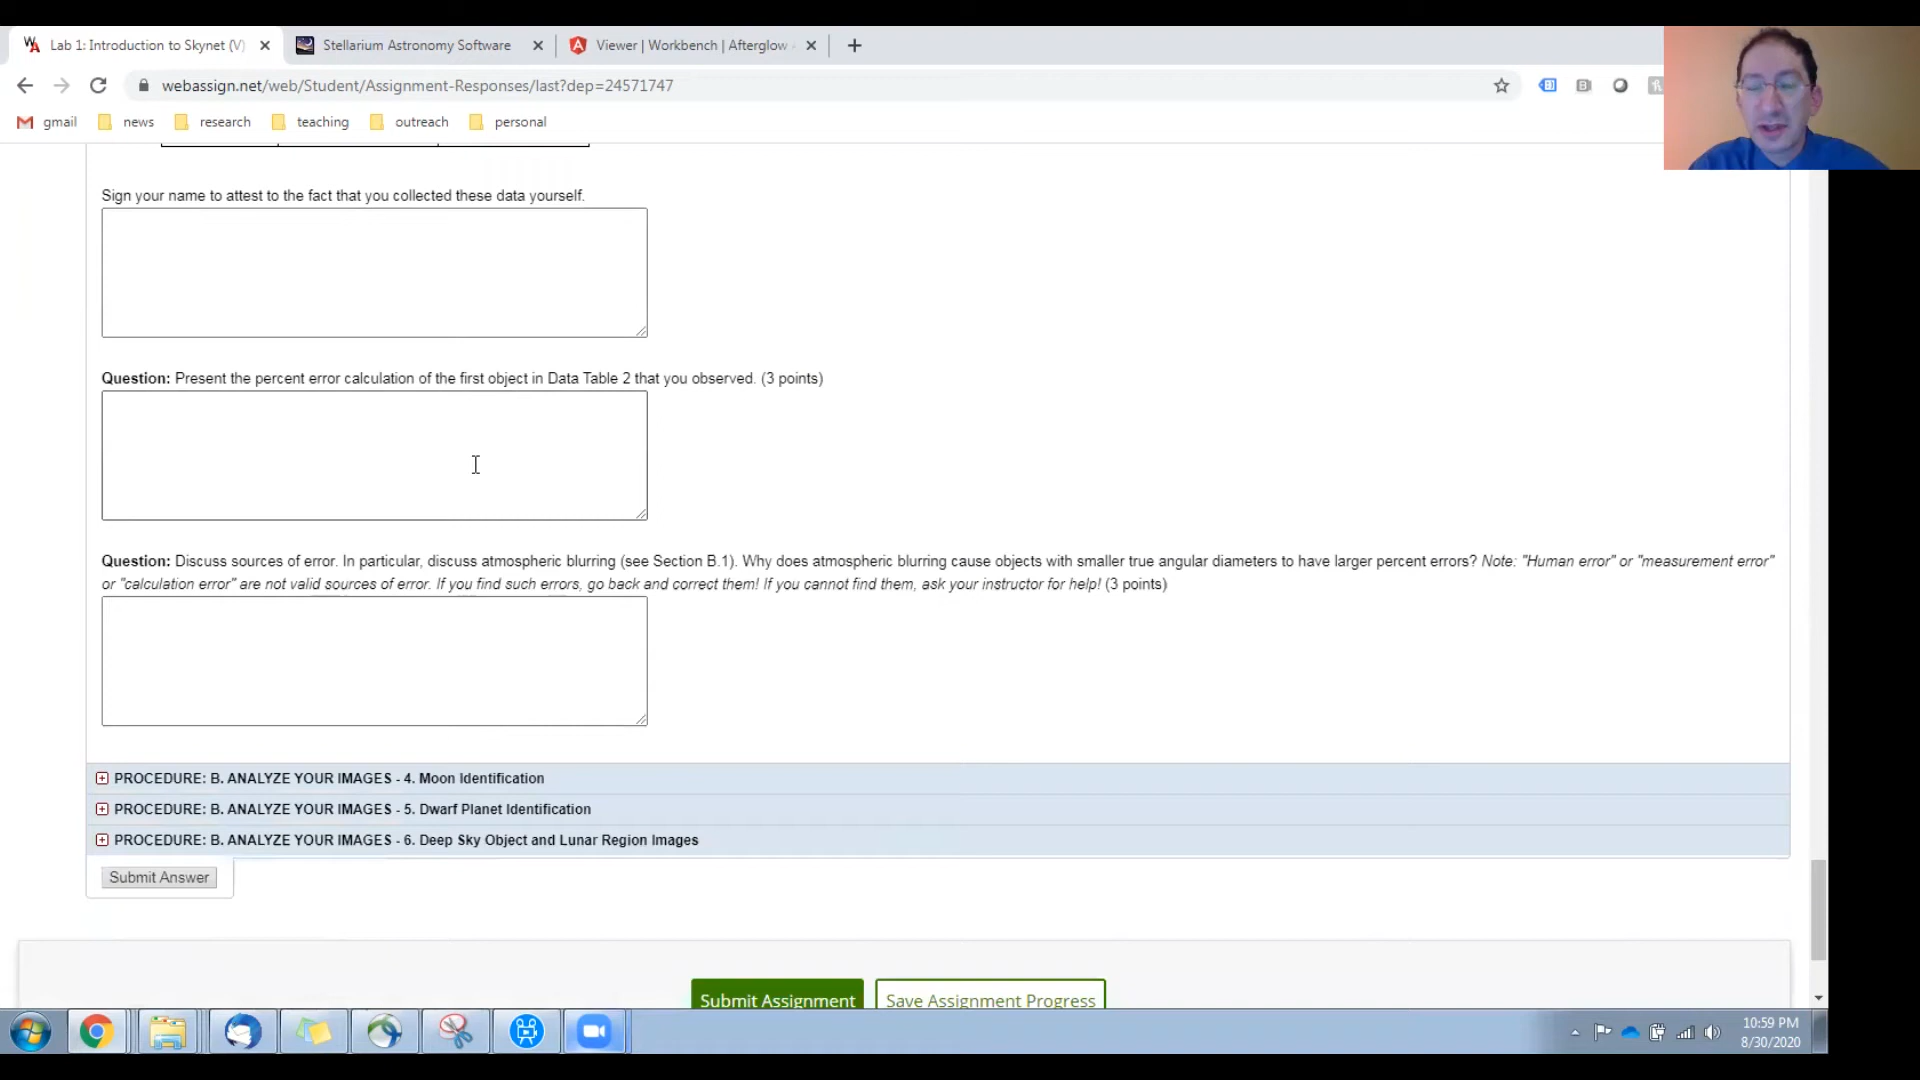 Lab 1: Introduction to Skynet (V)
Stellarium Astronomy Software
Viewer | Workbench | Afterglow
webassign.net/web/Student/Assignment-Responses/last?dep=24571747
gmail
news
research
teaching
outreach
personal
Sign your name to attest to the fact that you collected these data yourself.
Question: Present the percent error calculation of the first object in Data Table 2 that you observed. (3 points)
Question: Discuss sources of error. In particular, discuss atmospheric blurring (see Section B.1). Why does atmospheric blurring cause objects with smaller true angular diameters to have larger percent errors? Note: "Human error" or "measurement error"
or "calculation error" are not valid sources of error. If you find such errors, go back and correct them! If you cannot find them, ask your instructor for help! (3 points)
PROCEDURE: B. ANALYZE YOUR IMAGES - 4. Moon Identification
PROCEDURE: B. ANALYZE YOUR IMAGES - 5. Dwarf Planet Identification
PROCEDURE: B. ANALYZE YOUR IMAGES - 6. Deep Sky Object and Lunar Region Images
Submit Answer
Submit Assignment
Save Assignment Progress
10:59 PM
8/30/2020